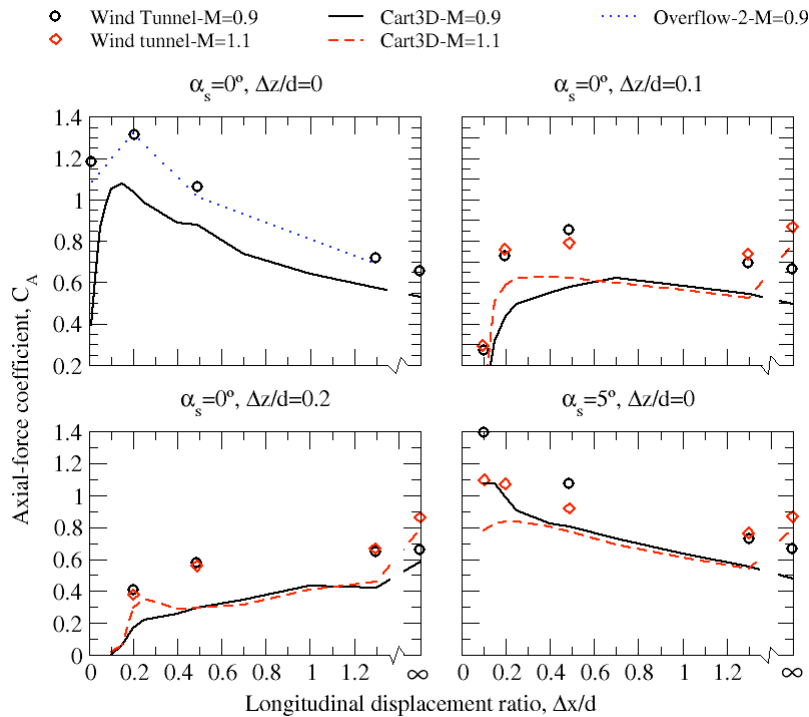 Wind Tunnel-M=0.9 Cart3D-M=0.9 Overflow-2-M=0.9
Wind tunnel-M=1.1 Cart3D-M=1.1
αs=0º, Δz/d=0 αs=0º, Δz/d=0.1
1.4
1.2
1
0.8
0.6
0.4
0.2
αs=0º, Δz/d=0.2 αs=5º, Δz/d=0
1.4
1.2
1
0.8
0.6
0.4
0.2
0
Axial-force coefficient, CA
0 0.2 0.4 0.6 0.8 1 1.2 ∞ 0 0.2 0.4 0.6 0.8 1 1.2 ∞
Longitudinal displacement ratio, Δx/d